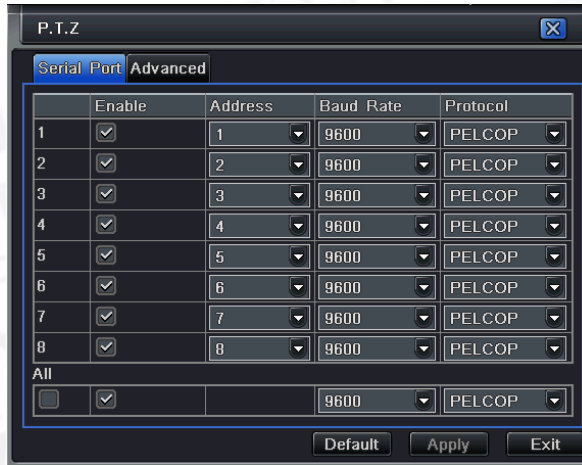 P.T.Z
Serial Port Advanced
Enable Address Baud Rate Protocol
1 1 9600 PELCOP
2 2 9600 PELCOP
3 3 9600 PELCOP
4 4 9600 PELCOP
5 5 9600 PELCOP
6 6 9600 PELCOP
7 7 9600 PELCOP
8 8 9600 PELCOP
All
9600 PELCOP
Default Apply Exit